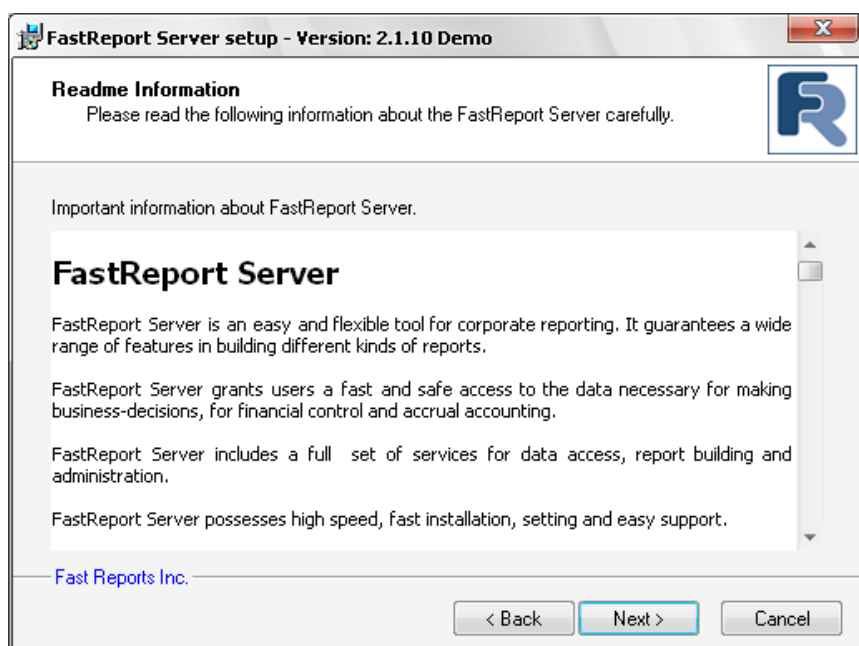 FastReport Server setup - Version: 2.1.10 Demo
Readme Information
Please read the following information about the FastReport Server carefully.
FR
Important information about FastReport Server.
FastReport Server
FastReport Server is an easy and flexible tool for corporate reporting. It guarantees a wide
range of features in building different kinds of reports.
FastReport Server grants users a fast and safe access to the data necessary for making
business-decisions, for financial control and accrual accounting.
FastReport Server includes a full  set of services for data access, report building and
administration.
FastReport Server possesses high speed, fast installation, setting and easy support.
Fast Reports Inc.
< Back
Next >
Cancel